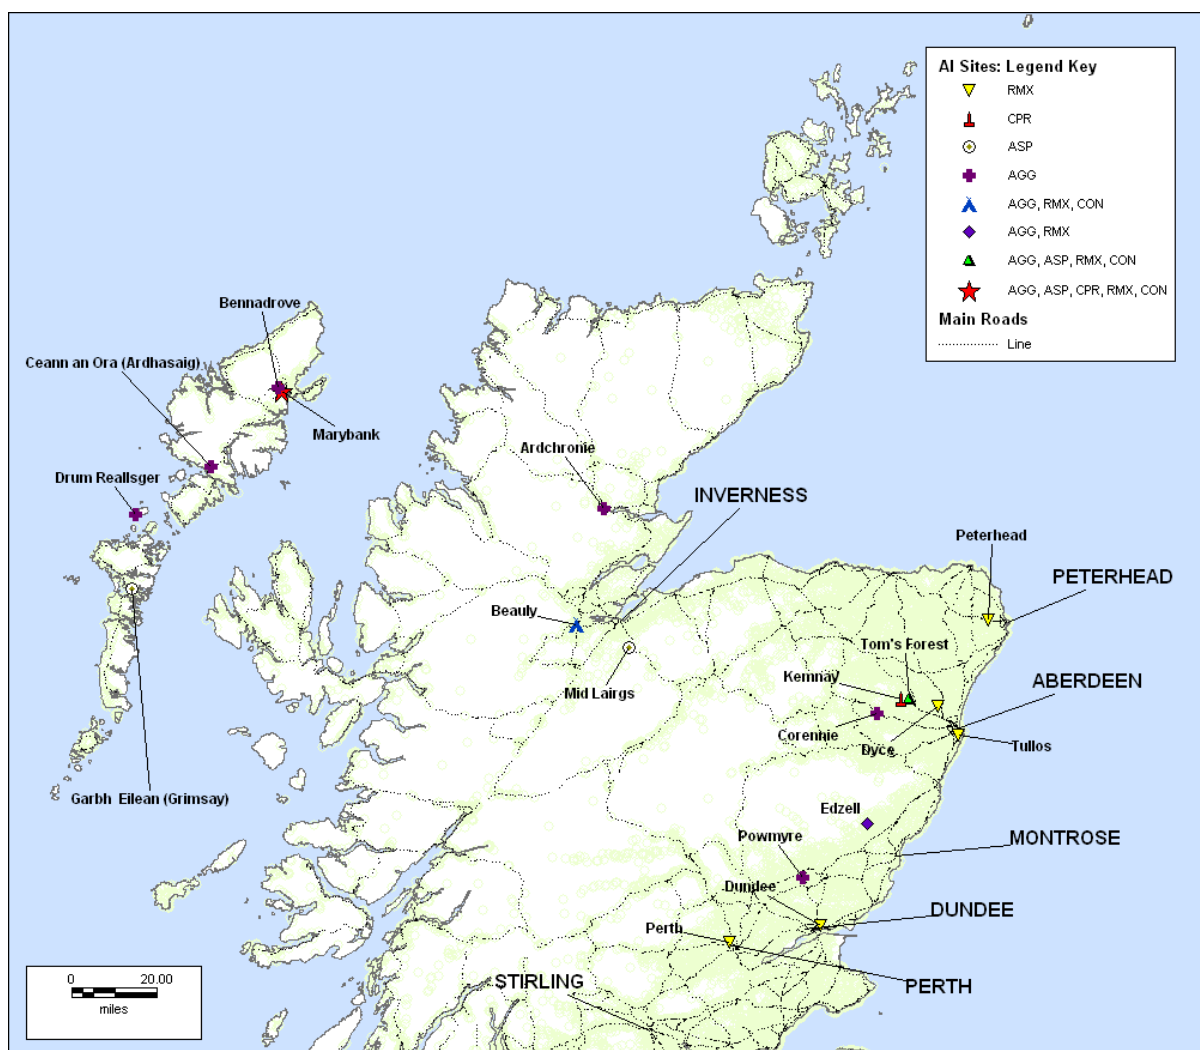 AI Sites: Legend Key
RMX
CPR
ASP
AGG
AGG, RMX, CON
AGG, RMX
AGG, ASP, RMX, CON
AGG, ASP, CPR, RMX, CON
Main Roads
Line
Bennadrove
Ceann an Ora (Ardhasaig)
Marybank
Ardchronie
Drum Reallsger
INVERNESS
Peterhead
PETERHEAD
Beauly
Tom's Forest
Kemnay
ABERDEEN
Mid Lairgs
Corennie
Dyce
Tullos
Garbh Eilean (Grimsay)
Edzell
Powmyre
MONTROSE
Dundee
DUNDEE
Perth
STIRLING
PERTH
0 20.00
miles